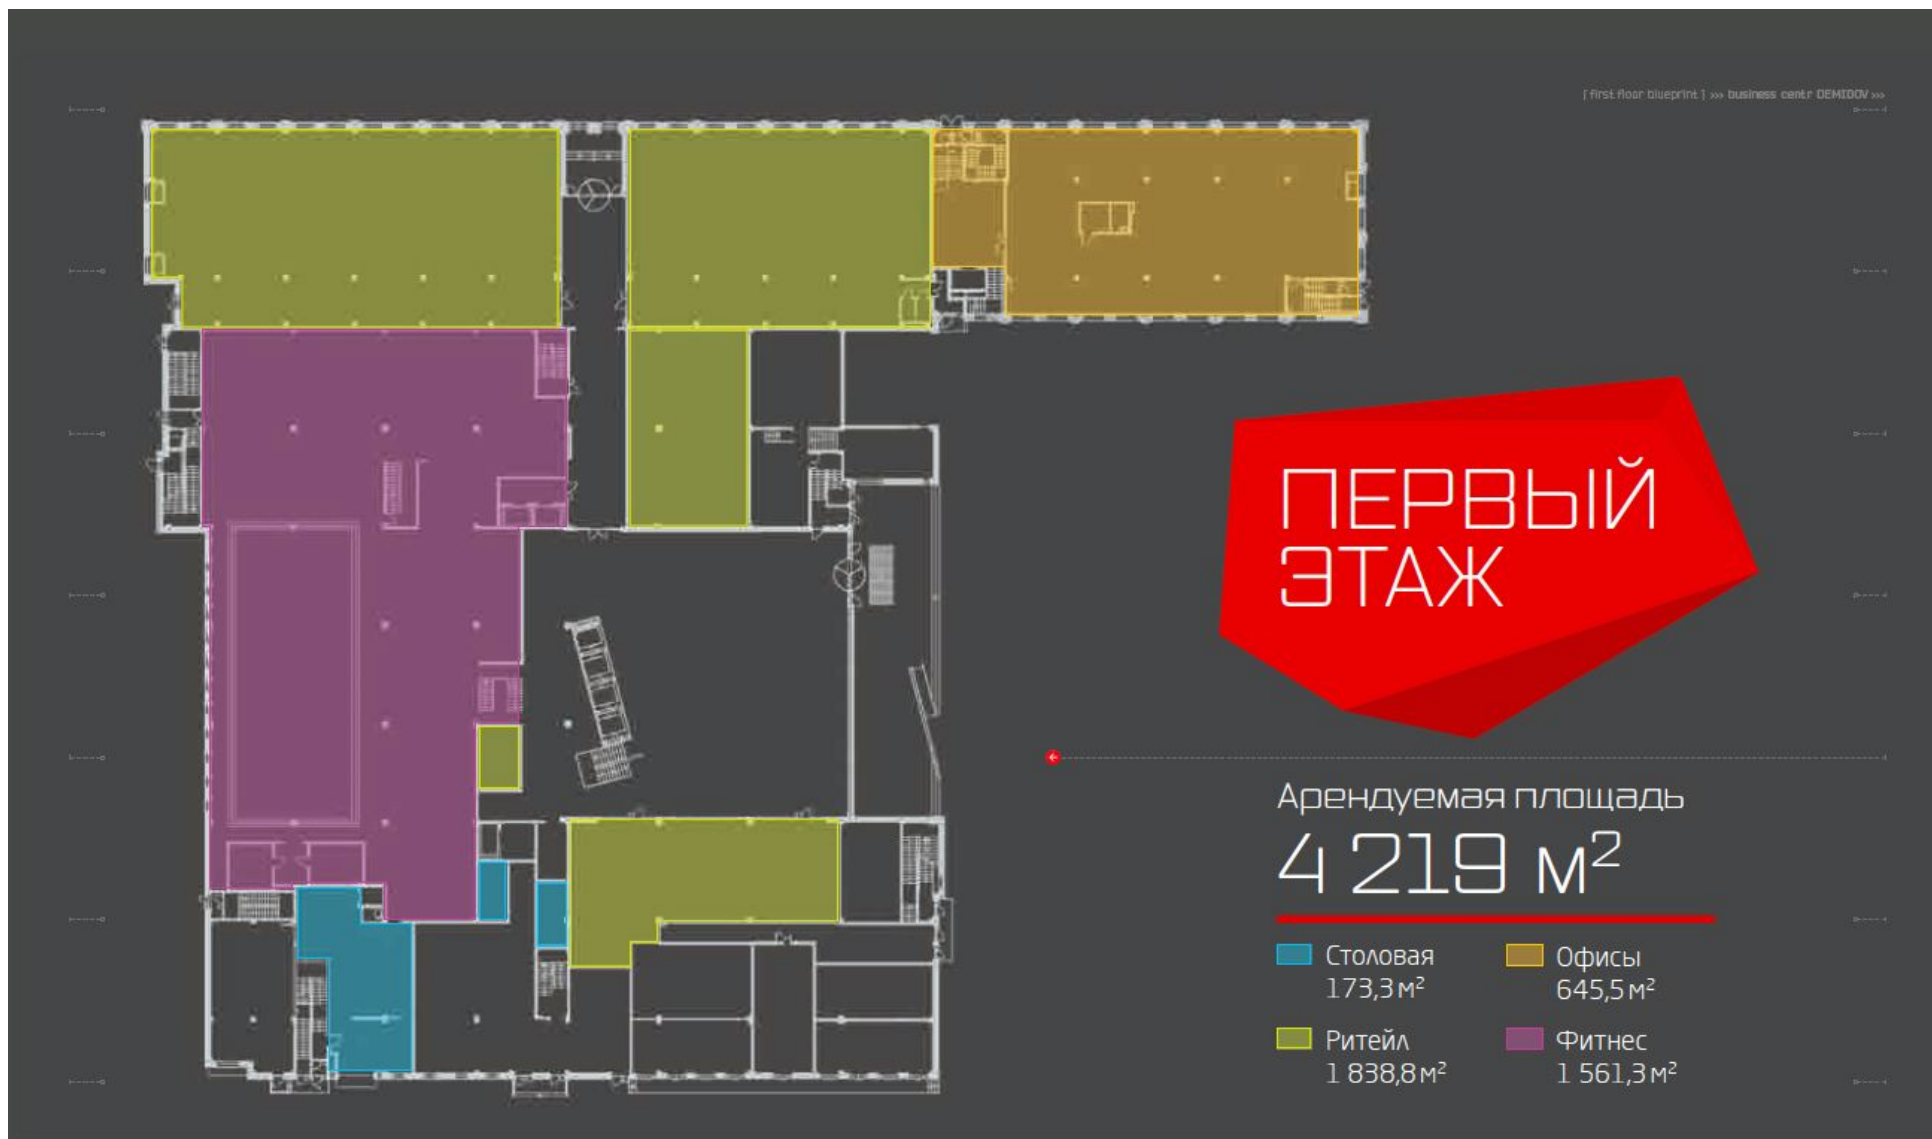 [ first floor blueprint ] »» business centr DEMIDOV »»
ПЕРВЫЙ
ЭТАЖ
Арендуемая площадь
4 219 м²
Столовая
173,3 м²
Офисы
645,5 м²
Ритейл
1 838,8 м²
Фитнес
1 561,3 м²